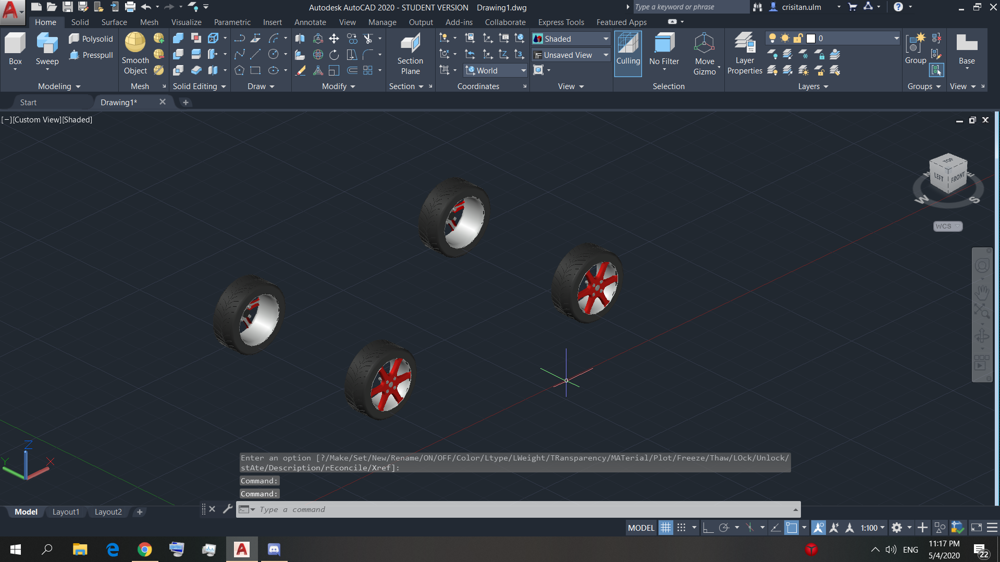 Autodesk AutoCAD 2020 - STUDENT VERSION Drawing1.dwg
Type a keyword or phrase
crisitan.ulm
Home Solid Surface Mesh Visualize Parametric Insert Annotate View Manage Output Add-ins Collaborate Express Tools Featured Apps
Box
Sweep
Polysolid
Presspull
Modeling
Smooth
Object
Mesh
Solid Editing
Draw
Modify
Section
Plane
Section
World
Coordinates
Shaded
Unsaved View
View
Culling
No Filter
Move
Gizmo
Selection
Layer
Properties
0
Layers
Group
Groups
Base
View
Start
Drawing1*
[−][Custom View][Shaded]
TOP
LEFT
FRONT
W
S
E
WCS
Z
Y
X
Enter an option [?/Make/Set/New/Rename/ON/OFF/Color/Ltype/LWeight/TRansparency/MATerial/Plot/Freeze/Thaw/LOck/Unlock/
stAte/Description/rEconcile/Xref]:
Command:
Command:
Type a command
Model Layout1 Layout2
MODEL
1:100
ENG
11:17 PM
5/4/2020
22